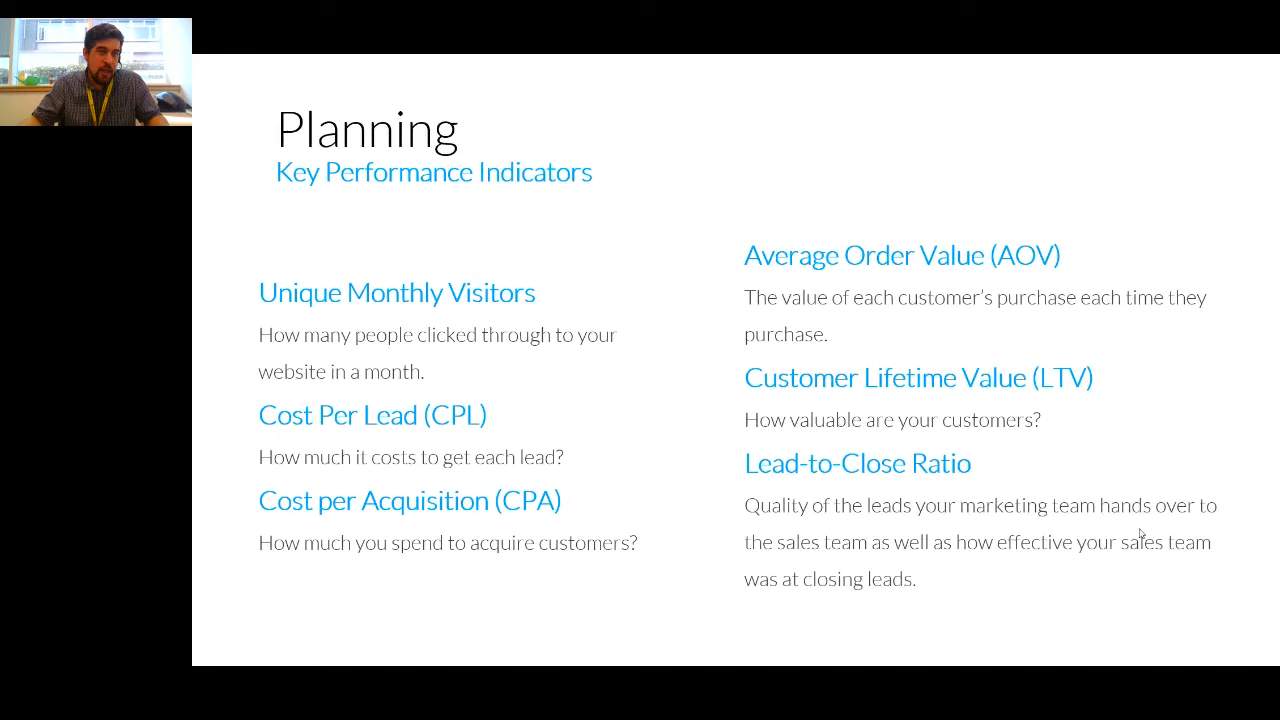 Planning
Key Performance Indicators
Unique Monthly Visitors
How many people clicked through to your
website in a month.
Cost Per Lead (CPL)
How much it costs to get each lead?
Cost per Acquisition (CPA)
How much you spend to acquire customers?
Average Order Value (AOV)
The value of each customer’s purchase each time they
purchase.
Customer Lifetime Value (LTV)
How valuable are your customers?
Lead-to-Close Ratio
Quality of the leads your marketing team hands over to
the sales team as well as how effective your sales team
was at closing leads.